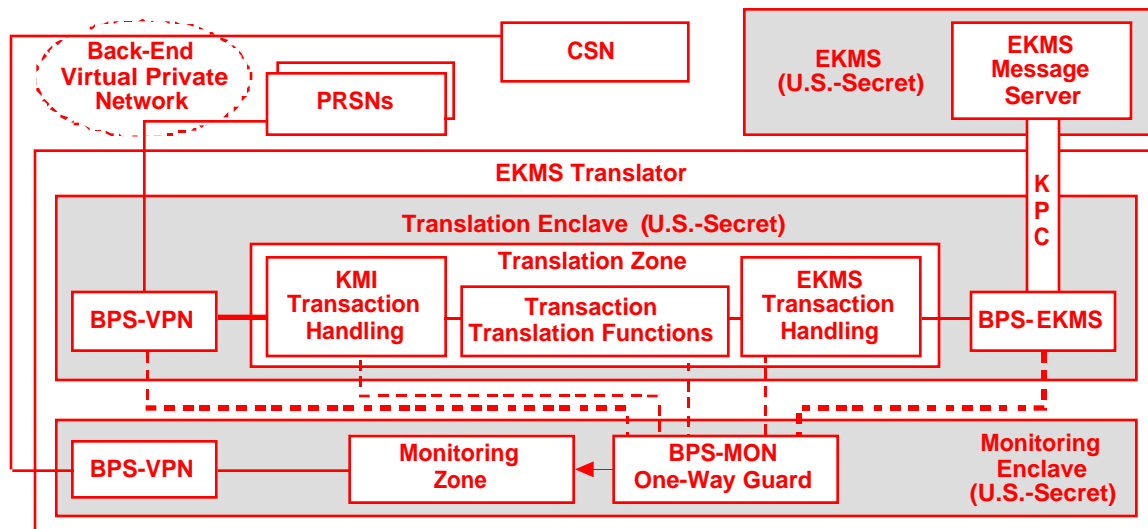 Back-End
Virtual Private
Network
CSN
PRSNs
EKMS
(U.S.-Secret)
EKMS
Message
Server
K
P
C
EKMS Translator
Translation Enclave (U.S.-Secret)
Translation Zone
BPS-VPN
KMI
Transaction
Handling
Transaction
Translation Functions
EKMS
Transaction
Handling
BPS-EKMS
BPS-VPN
Monitoring
Zone
BPS-MON
One-Way Guard
Monitoring
Enclave
(U.S.-Secret)